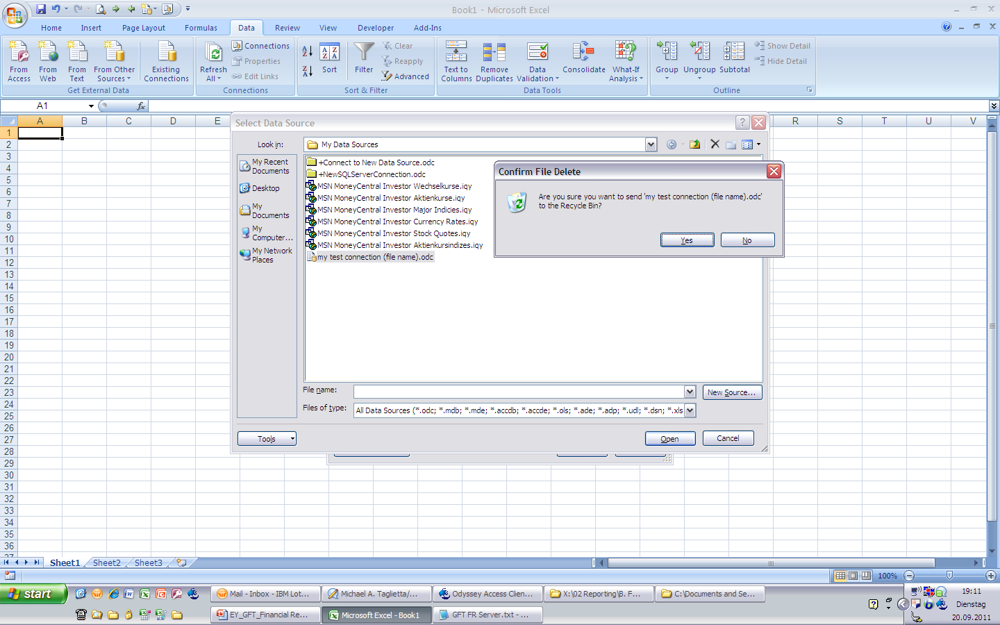 Book1 - Microsoft Excel
Home Insert Page Layout Formulas Data Review View Developer Add-Ins
From Access
From Web
From Text
From Other Sources
Existing Connections
Get External Data
Refresh All
Connections
Properties
Edit Links
Connections
Sort
Filter
Clear
Reapply
Advanced
Sort & Filter
Text to Columns
Remove Duplicates
Data Validation
Consolidate
What-If Analysis
Data Tools
Group
Ungroup
Subtotal
Show Detail
Hide Detail
Outline
A1
fx
A B C D E R S T U V
1
2
3
4
5
6
7
8
9
10
11
12
13
14
15
16
17
18
19
20
21
22
23
24
25
26
27
28
29
30
31
32
33
34
35
36
37
Select Data Source
Look in: My Data Sources
My Recent Documents
Desktop
My Documents
My Computer...
My Network Places
+Connect to New Data Source.odc
+NewSQLServerConnection.odc
MSN MoneyCentral Investor Wechselkurse.iqy
MSN MoneyCentral Investor Aktienkurse.iqy
MSN MoneyCentral Investor Major Indicies.iqy
MSN MoneyCentral Investor Currency Rates.iqy
MSN MoneyCentral Investor Stock Quotes.iqy
MSN MoneyCentral Investor Aktienkursindizes.iqy
my test connection (file name).odc
Confirm File Delete
Are you sure you want to send 'my test connection (file name).odc'
to the Recycle Bin?
Yes No
File name:
New Source...
Files of type: All Data Sources (*.odc; *.mdb; *.mde; *.accdb; *.accde; *.ols; *.ade; *.adp; *.udl; *.dsn; *.xls
Tools Open Cancel
Sheet1 Sheet2 Sheet3
100%
start
Mail - Inbox - IBM Lot...
Michael A. Taglietta/...
Odyssey Access Clien...
X:\02 Reporting\B. F...
C:\Documents and Se...
EY_GFT_Financial Re...
Microsoft Excel - Book1
GFT FR Server.txt - ...
19:11
Dienstag
20.09.2011